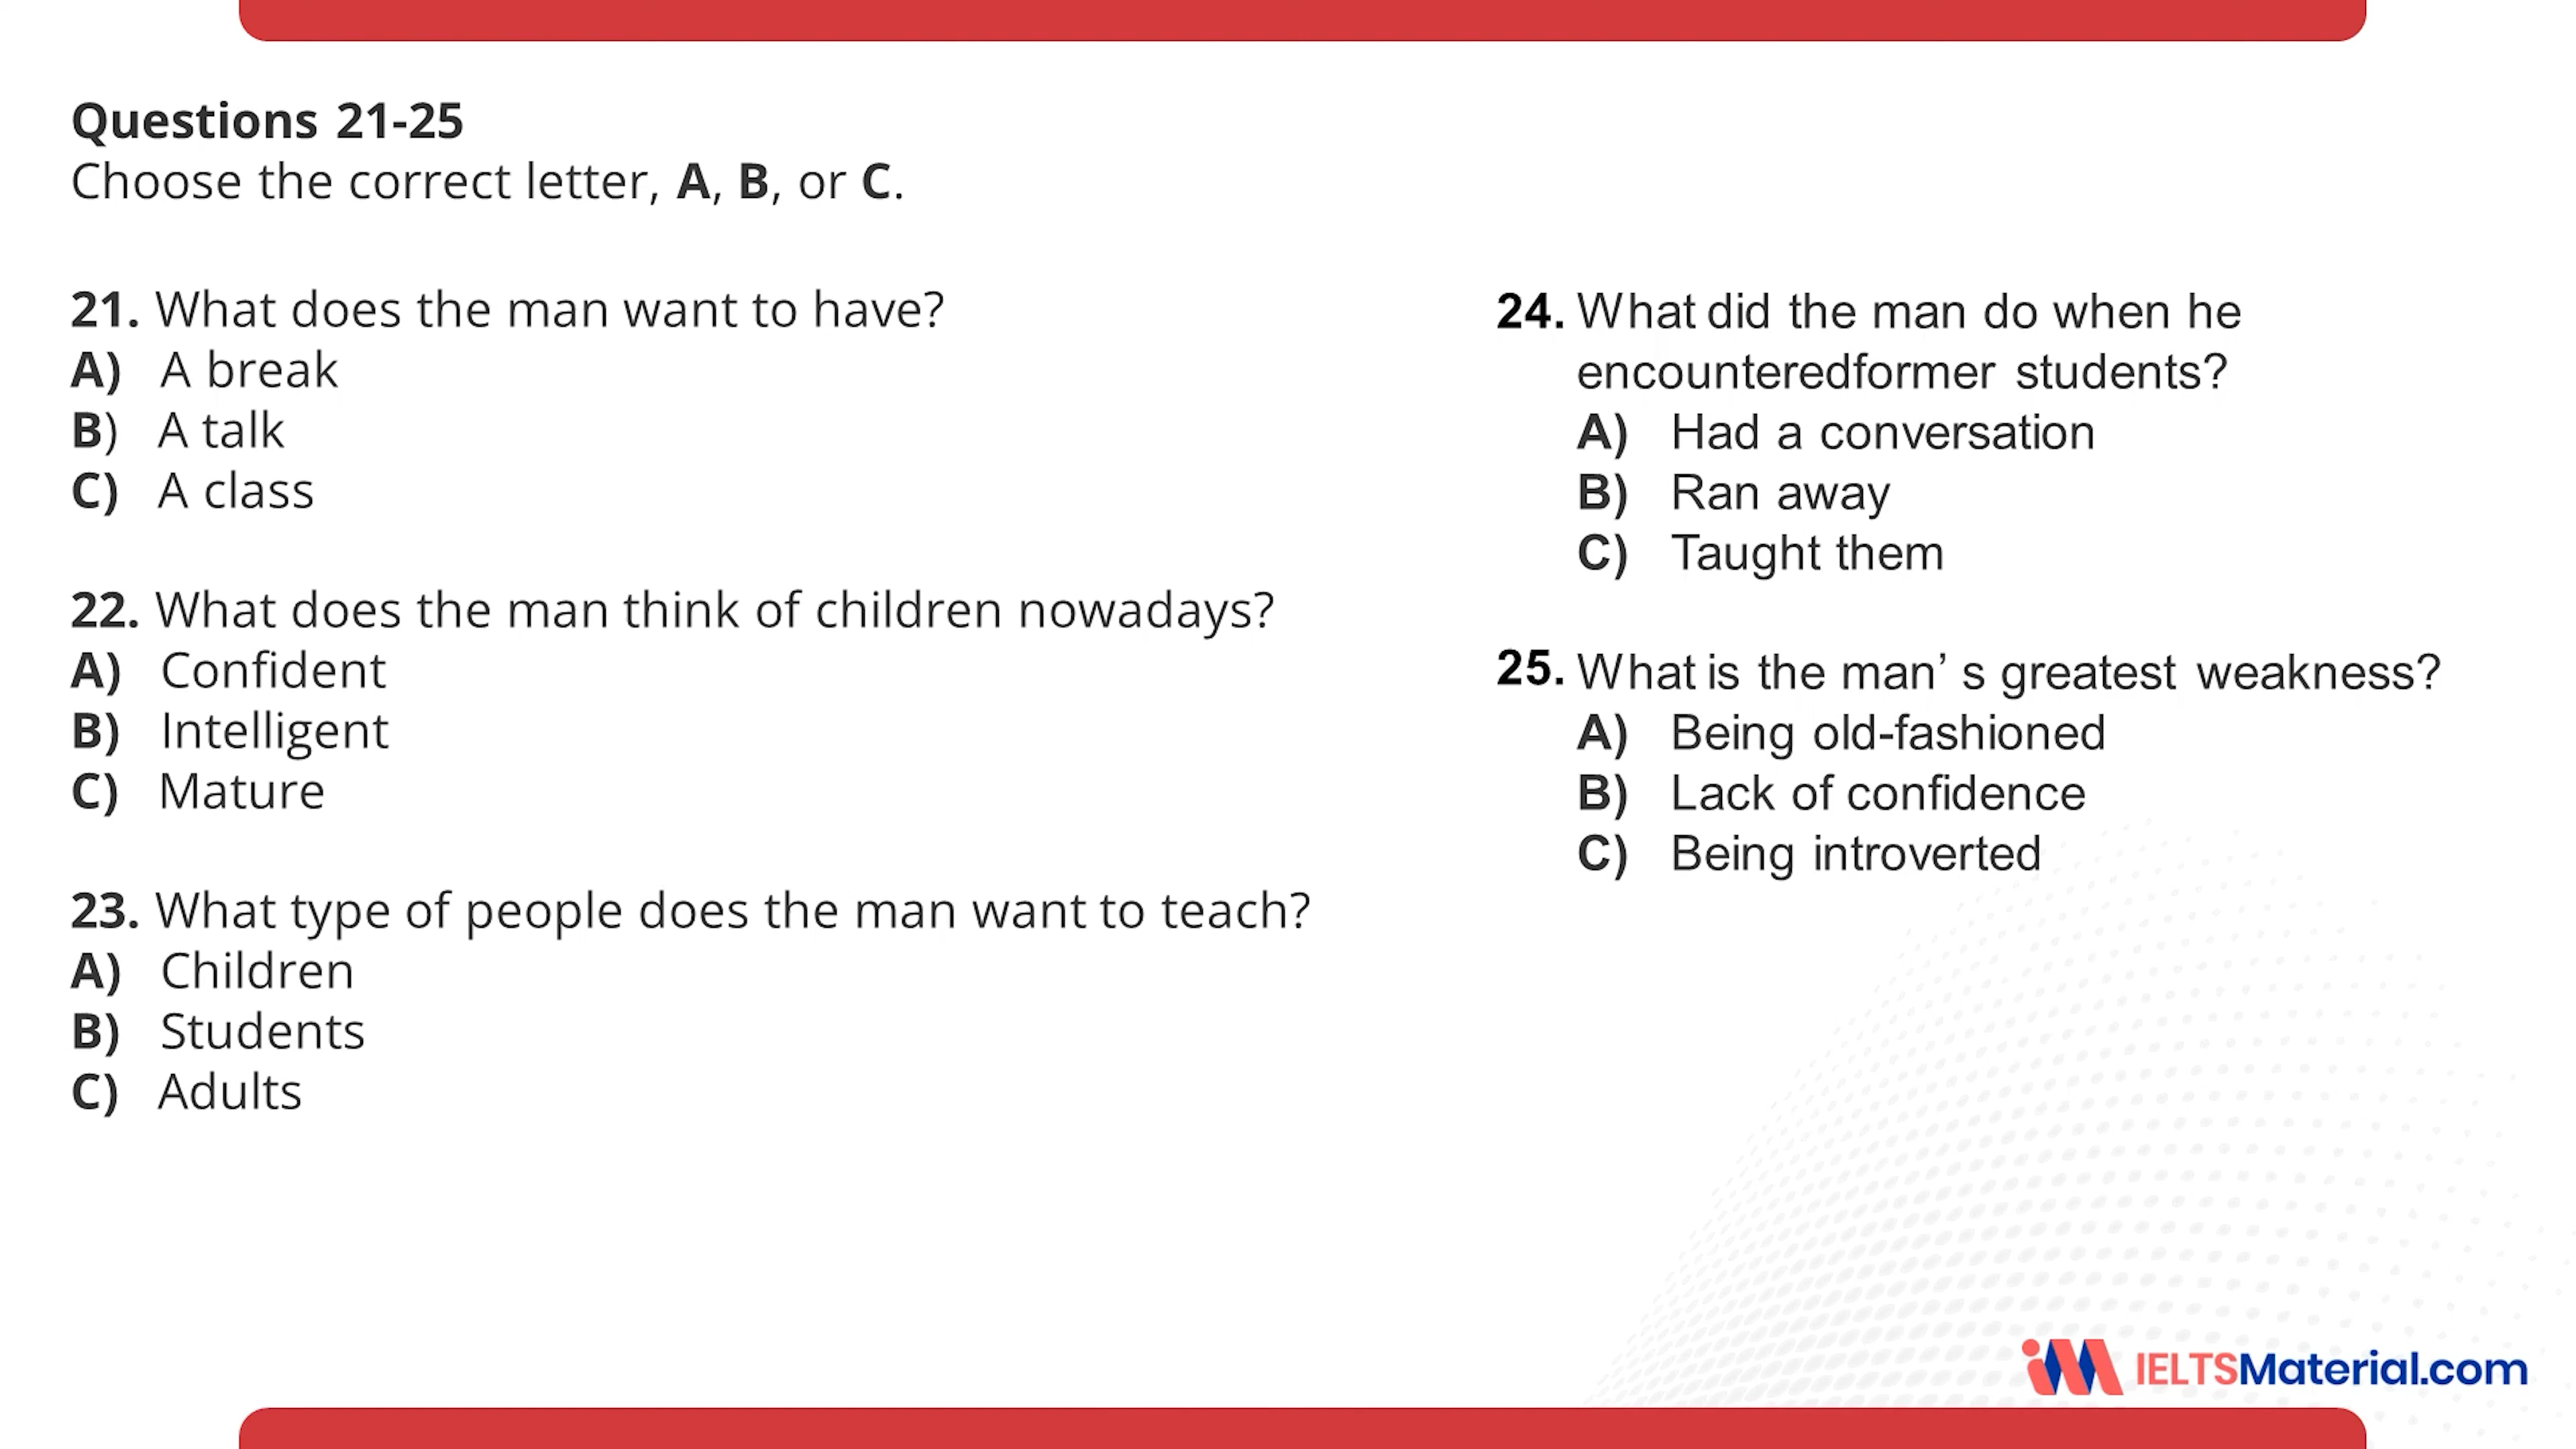 Questions 21-25
Choose the correct letter, A, B, or C.
21. What does the man want to have?
A) A break
B) A talk
C) A class
22. What does the man think of children nowadays?
A) Confident
B) Intelligent
C) Mature
23. What type of people does the man want to teach?
A) Children
B) Students
C) Adults
24. What did the man do when he
encounteredformer students?
A) Had a conversation
B) Ran away
C) Taught them
25. What is the man’ s greatest weakness?
A) Being old-fashioned
B) Lack of confidence
C) Being introverted
iM IELTSMaterial.com